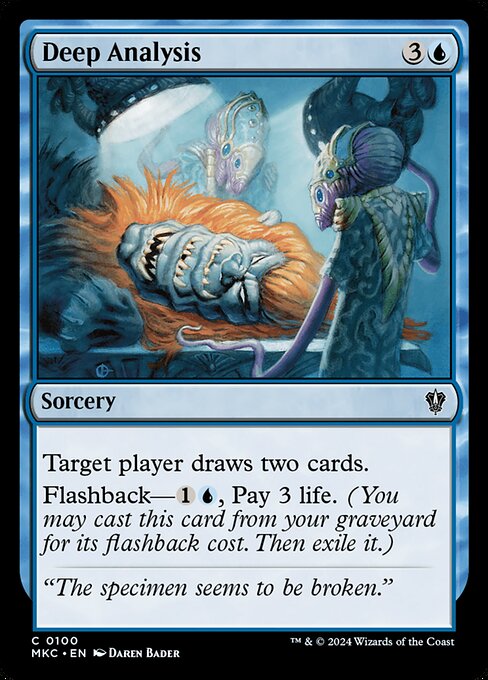 Deep Analysis 3
Sorcery
Target player draws two cards.
Flashback—1, Pay 3 life. (You
may cast this card from your graveyard
for its flashback cost. Then exile it.)
“The specimen seems to be broken.”
C 0100
MKC • EN DAREN BADER
™ & © 2024 Wizards of the Coast